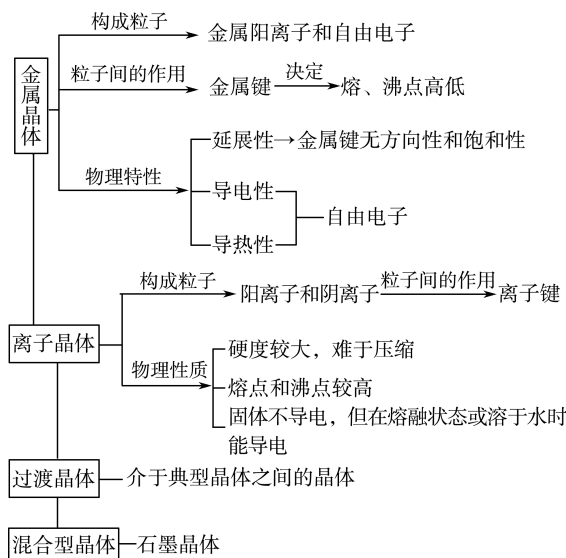 构成粒子
金属阳离子和自由电子
金属晶体
粒子间的作用
金属键
决定
熔、沸点高低
延展性
金属键无方向性和饱和性
物理特性
导电性
自由电子
导热性
构成粒子
阳离子和阴离子
粒子间的作用
离子键
离子晶体
硬度较大，难于压缩
物理性质
熔点和沸点较高
固体不导电，但在熔融状态或溶于水时
能导电
过渡晶体
介于典型晶体之间的晶体
混合型晶体
石墨晶体